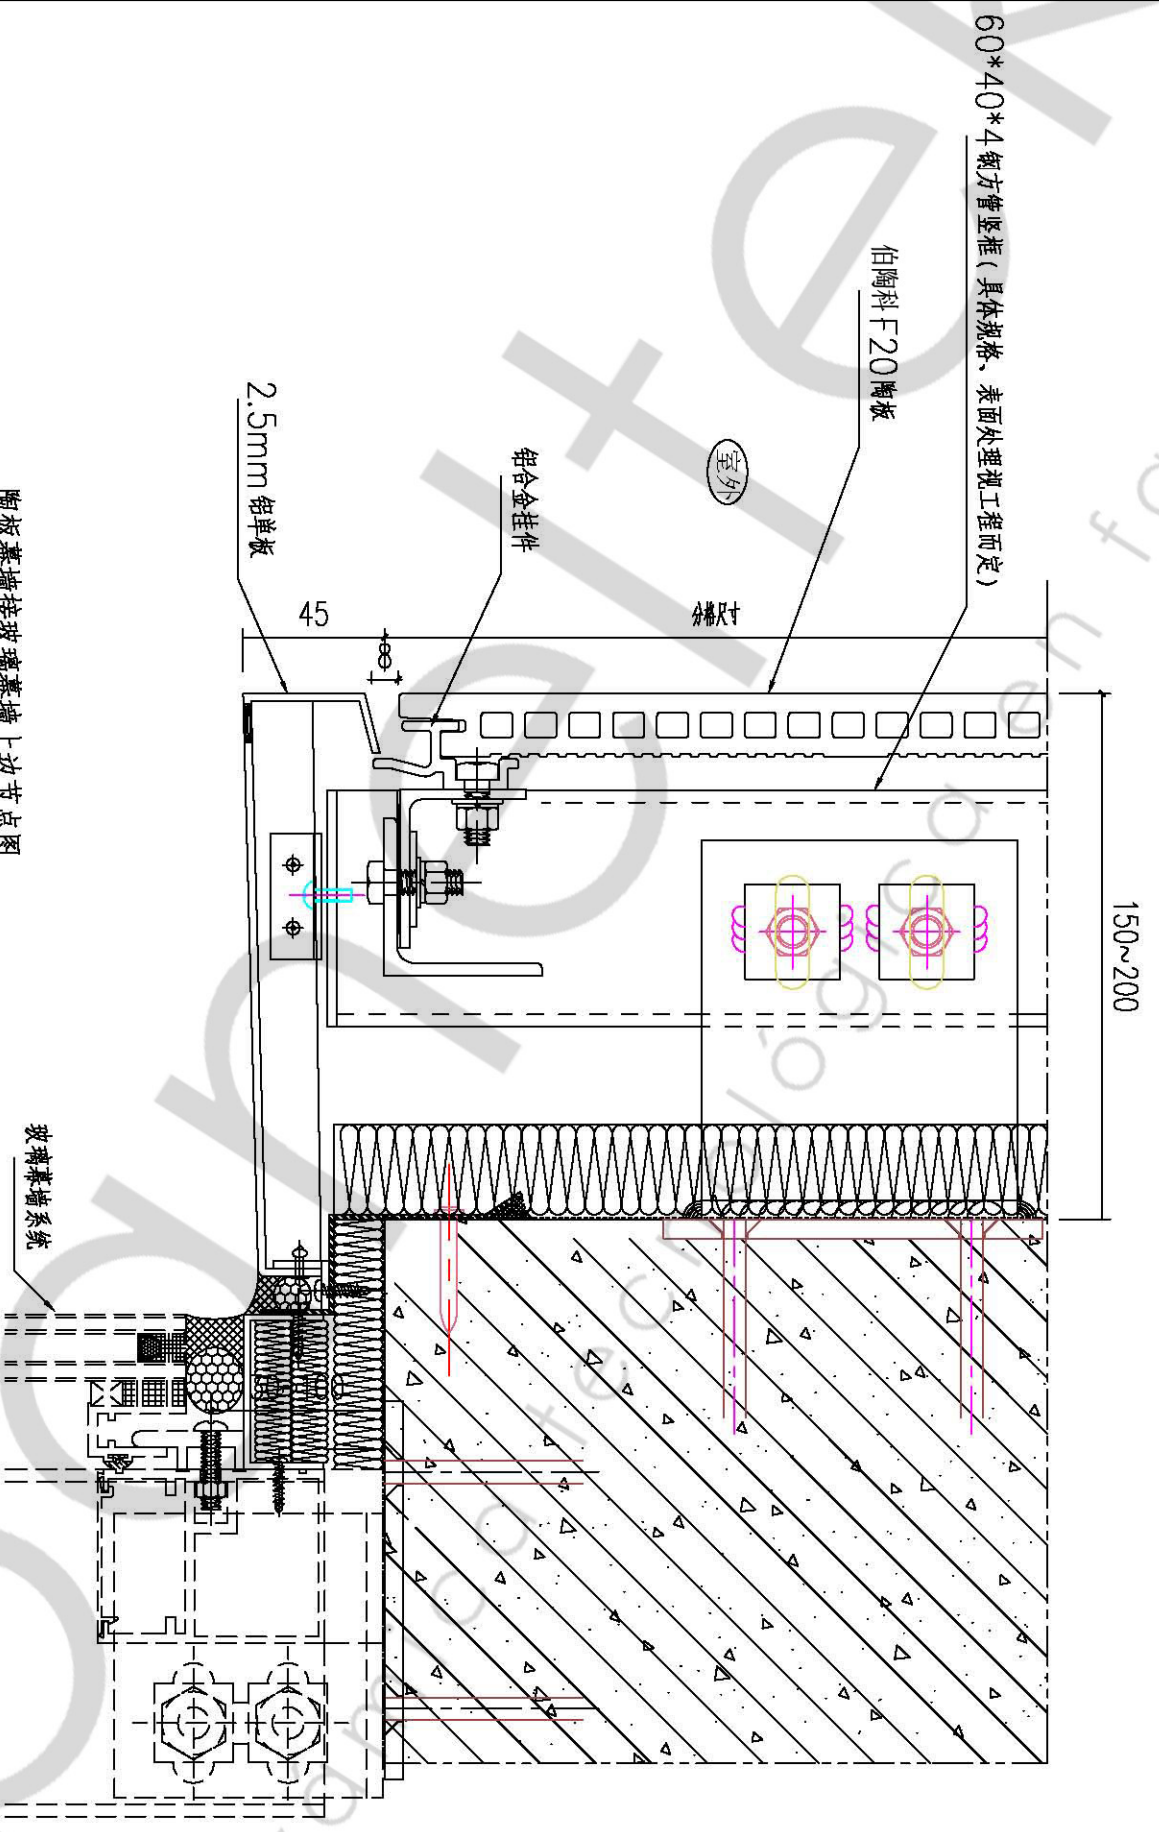 60*40*4钢方管竖框(具体规格、表面处理视工程而定)
伯陶科F20陶板
室外
铝合金挂件
2.5mm铝单板
45
8
分格尺寸
150~200
玻璃幕墙系统
陶板幕墙接玻璃幕墙上边节点图